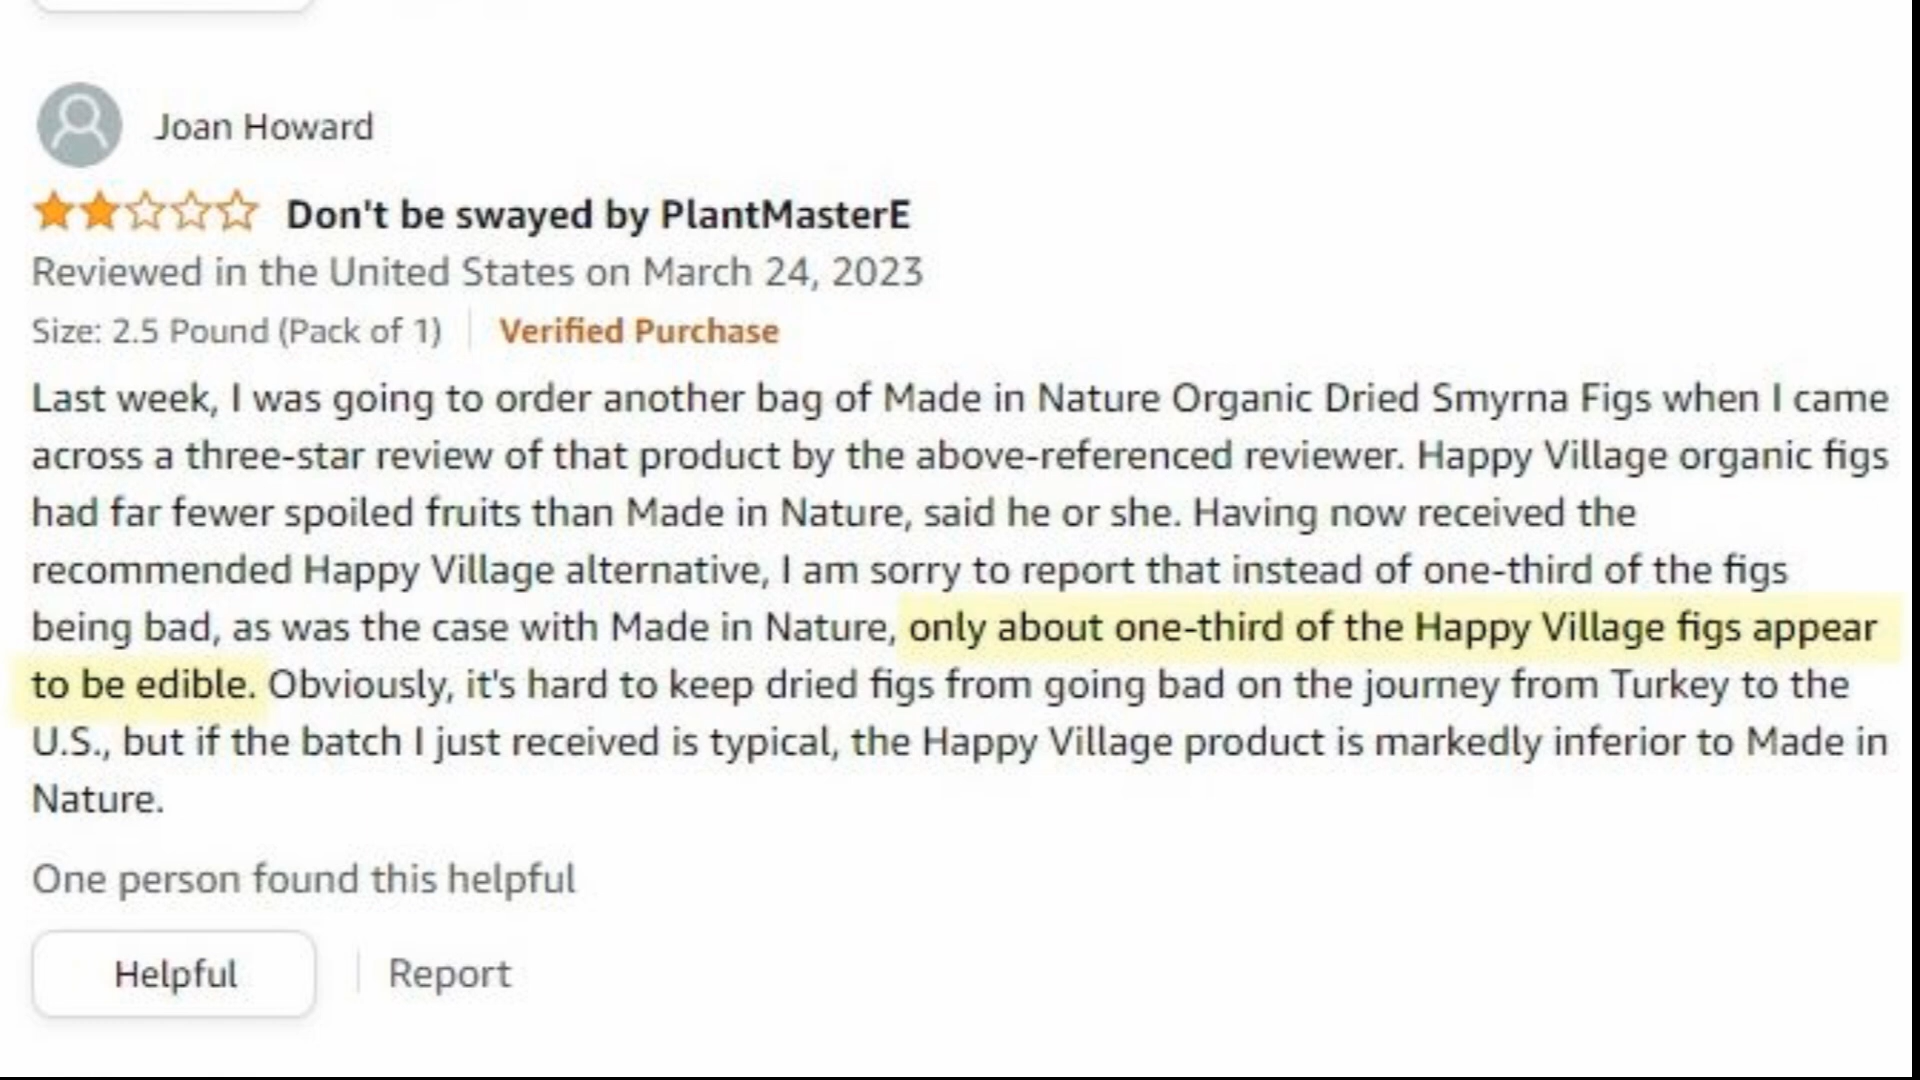 Joan Howard
Don't be swayed by PlantMasterE
Reviewed in the United States on March 24, 2023
Size: 2.5 Pound (Pack of 1) Verified Purchase
Last week, I was going to order another bag of Made in Nature Organic Dried Smyrna Figs when I came
across a three-star review of that product by the above-referenced reviewer. Happy Village organic figs
had far fewer spoiled fruits than Made in Nature, said he or she. Having now received the
recommended Happy Village alternative, I am sorry to report that instead of one-third of the figs
being bad, as was the case with Made in Nature, only about one-third of the Happy Village figs appear
to be edible. Obviously, it's hard to keep dried figs from going bad on the journey from Turkey to the
U.S., but if the batch I just received is typical, the Happy Village product is markedly inferior to Made in
Nature.
One person found this helpful
Helpful Report